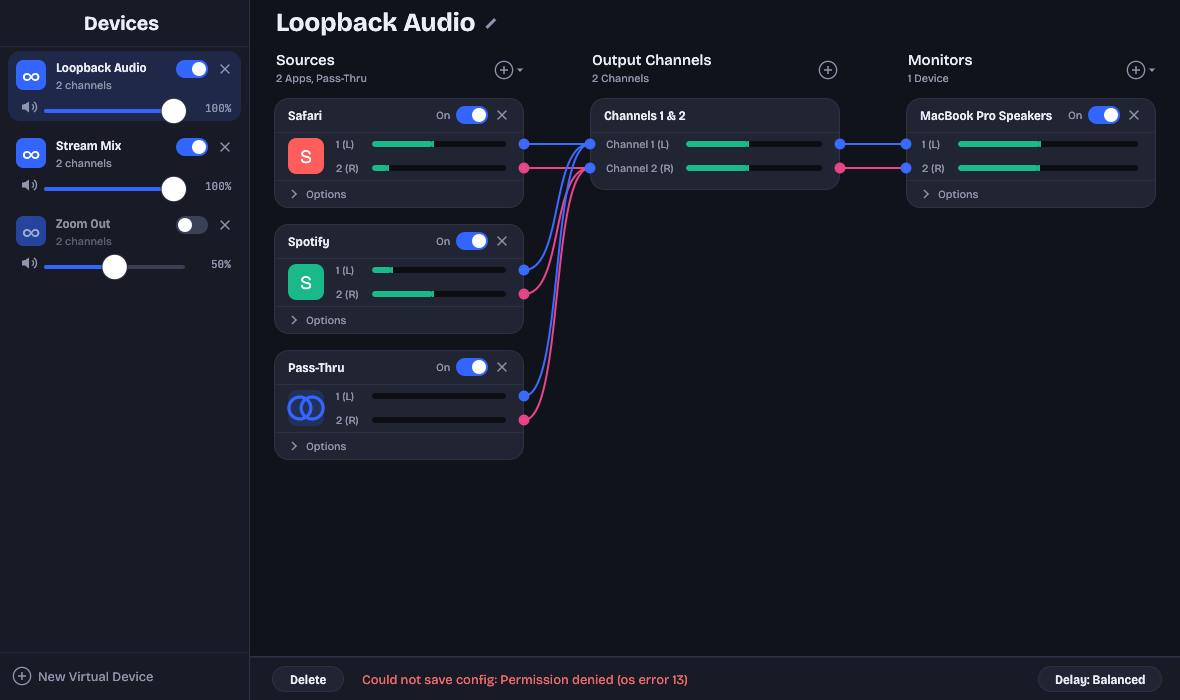 Devices
Loopback Audio
2 channels
100%
Stream Mix
2 channels
100%
Zoom Out
2 channels
50%
New Virtual Device
Loopback Audio
Sources
2 Apps, Pass-Thru
Safari
On
S
1 (L)
2 (R)
Options
Spotify
On
S
1 (L)
2 (R)
Options
Pass-Thru
On
1 (L)
2 (R)
Options
Output Channels
2 Channels
Channels 1 & 2
Channel 1 (L)
Channel 2 (R)
Monitors
1 Device
MacBook Pro Speakers
On
1 (L)
2 (R)
Options
Delete
Could not save config: Permission denied (os error 13)
Delay: Balanced